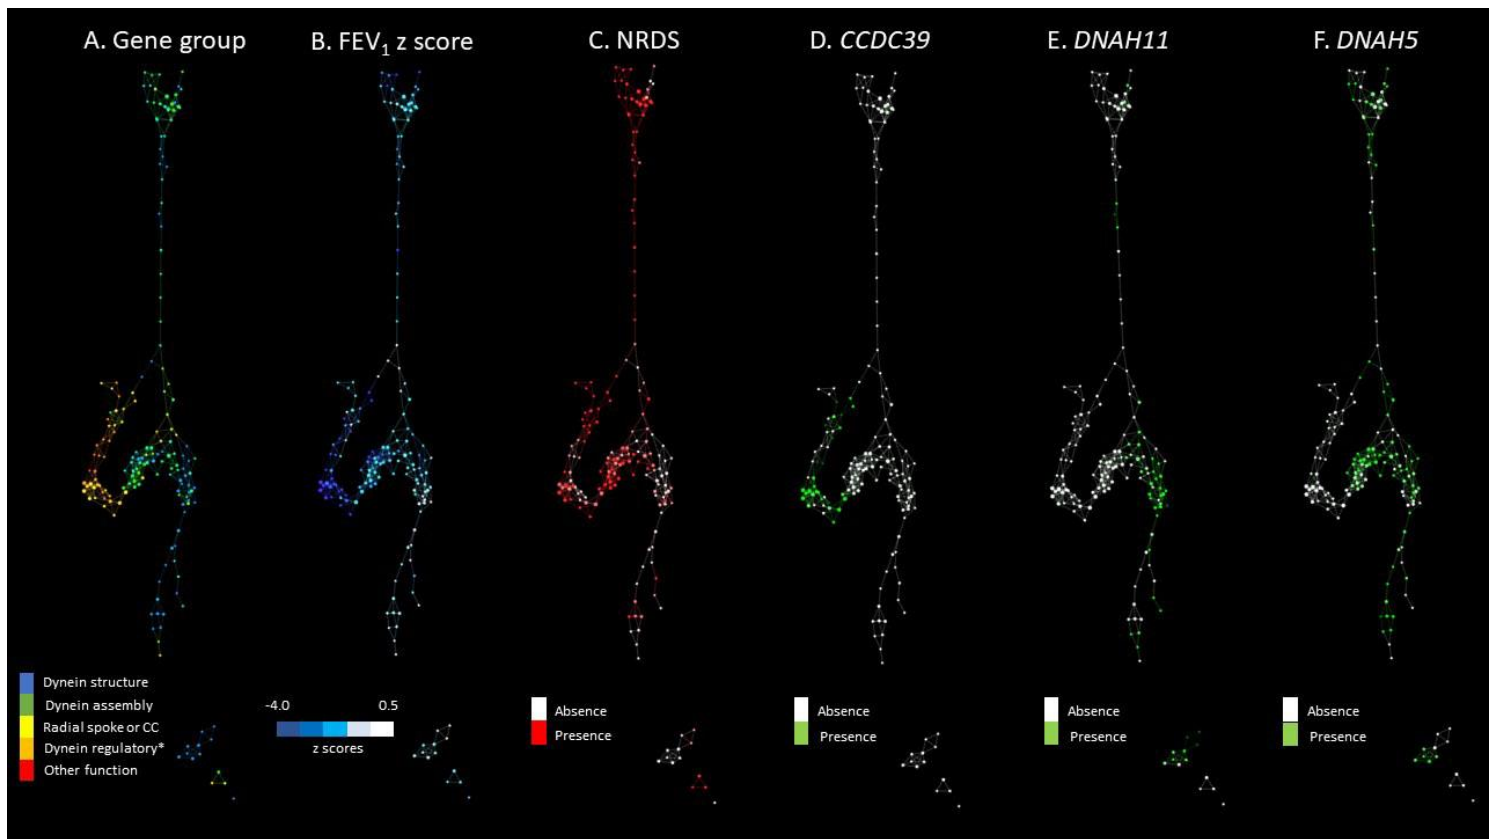 A. Gene group
B. FEV₁ z score
C. NRDS
D. CCDC39
E. DNAH11
F. DNAH5
Dynein structure
Dynein assembly
Radial spoke or CC
Dynein regulatory*
Other function
-4.0 0.5
z scores
Absence
Presence
Absence
Presence
Absence
Presence
Absence
Presence